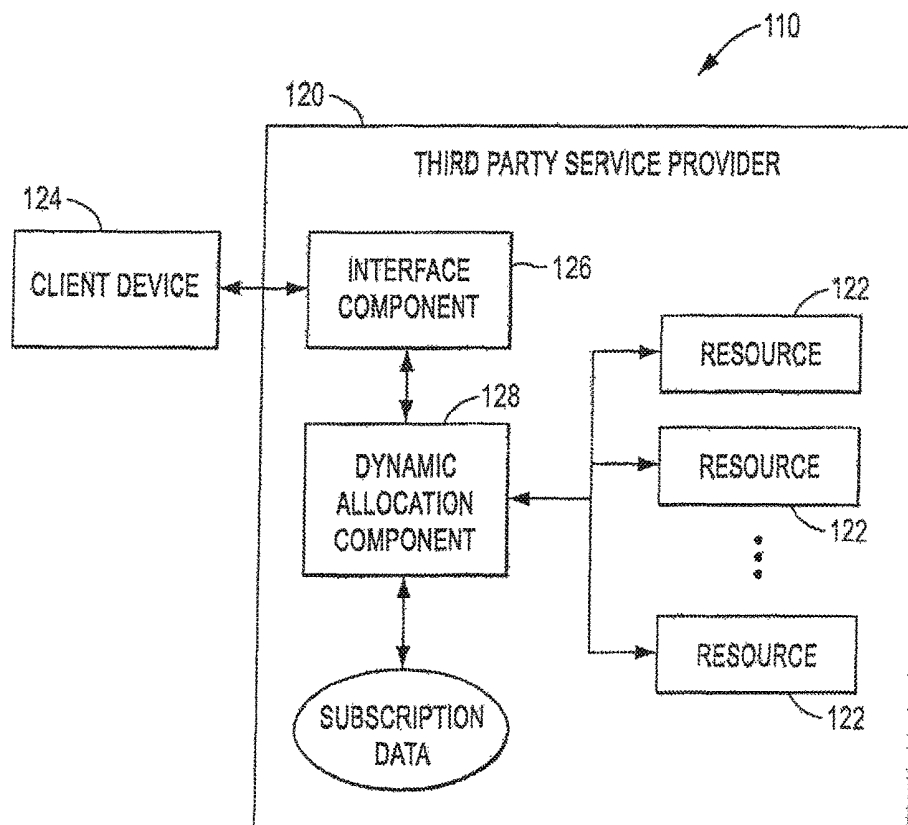 110
120
THIRD PARTY SERVICE PROVIDER
124
CLIENT DEVICE
INTERFACE
COMPONENT
126
122
RESOURCE
128
DYNAMIC
ALLOCATION
COMPONENT
RESOURCE
122
RESOURCE
122
SUBSCRIPTION
DATA